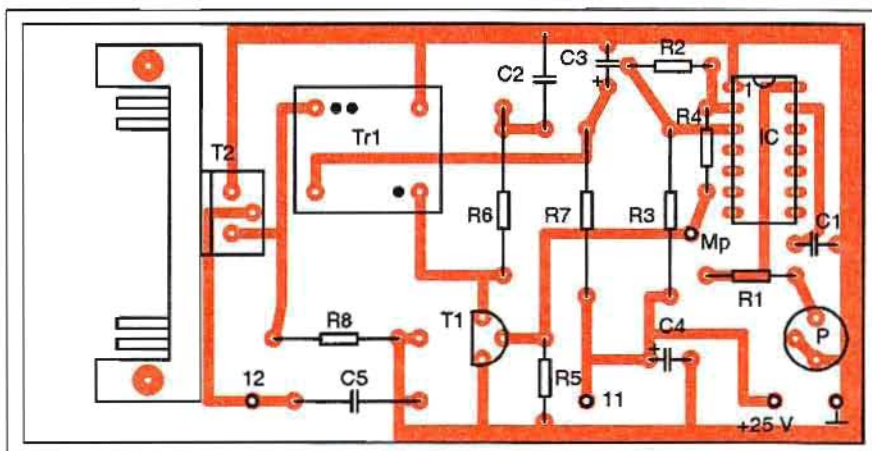 C2
C3
+
R2
1
IC
R4
Tr1
T2
R6
R7
R3
Mp
C1
R1
P
R8
T1
C4
+
R5
12
C5
11
+25 V